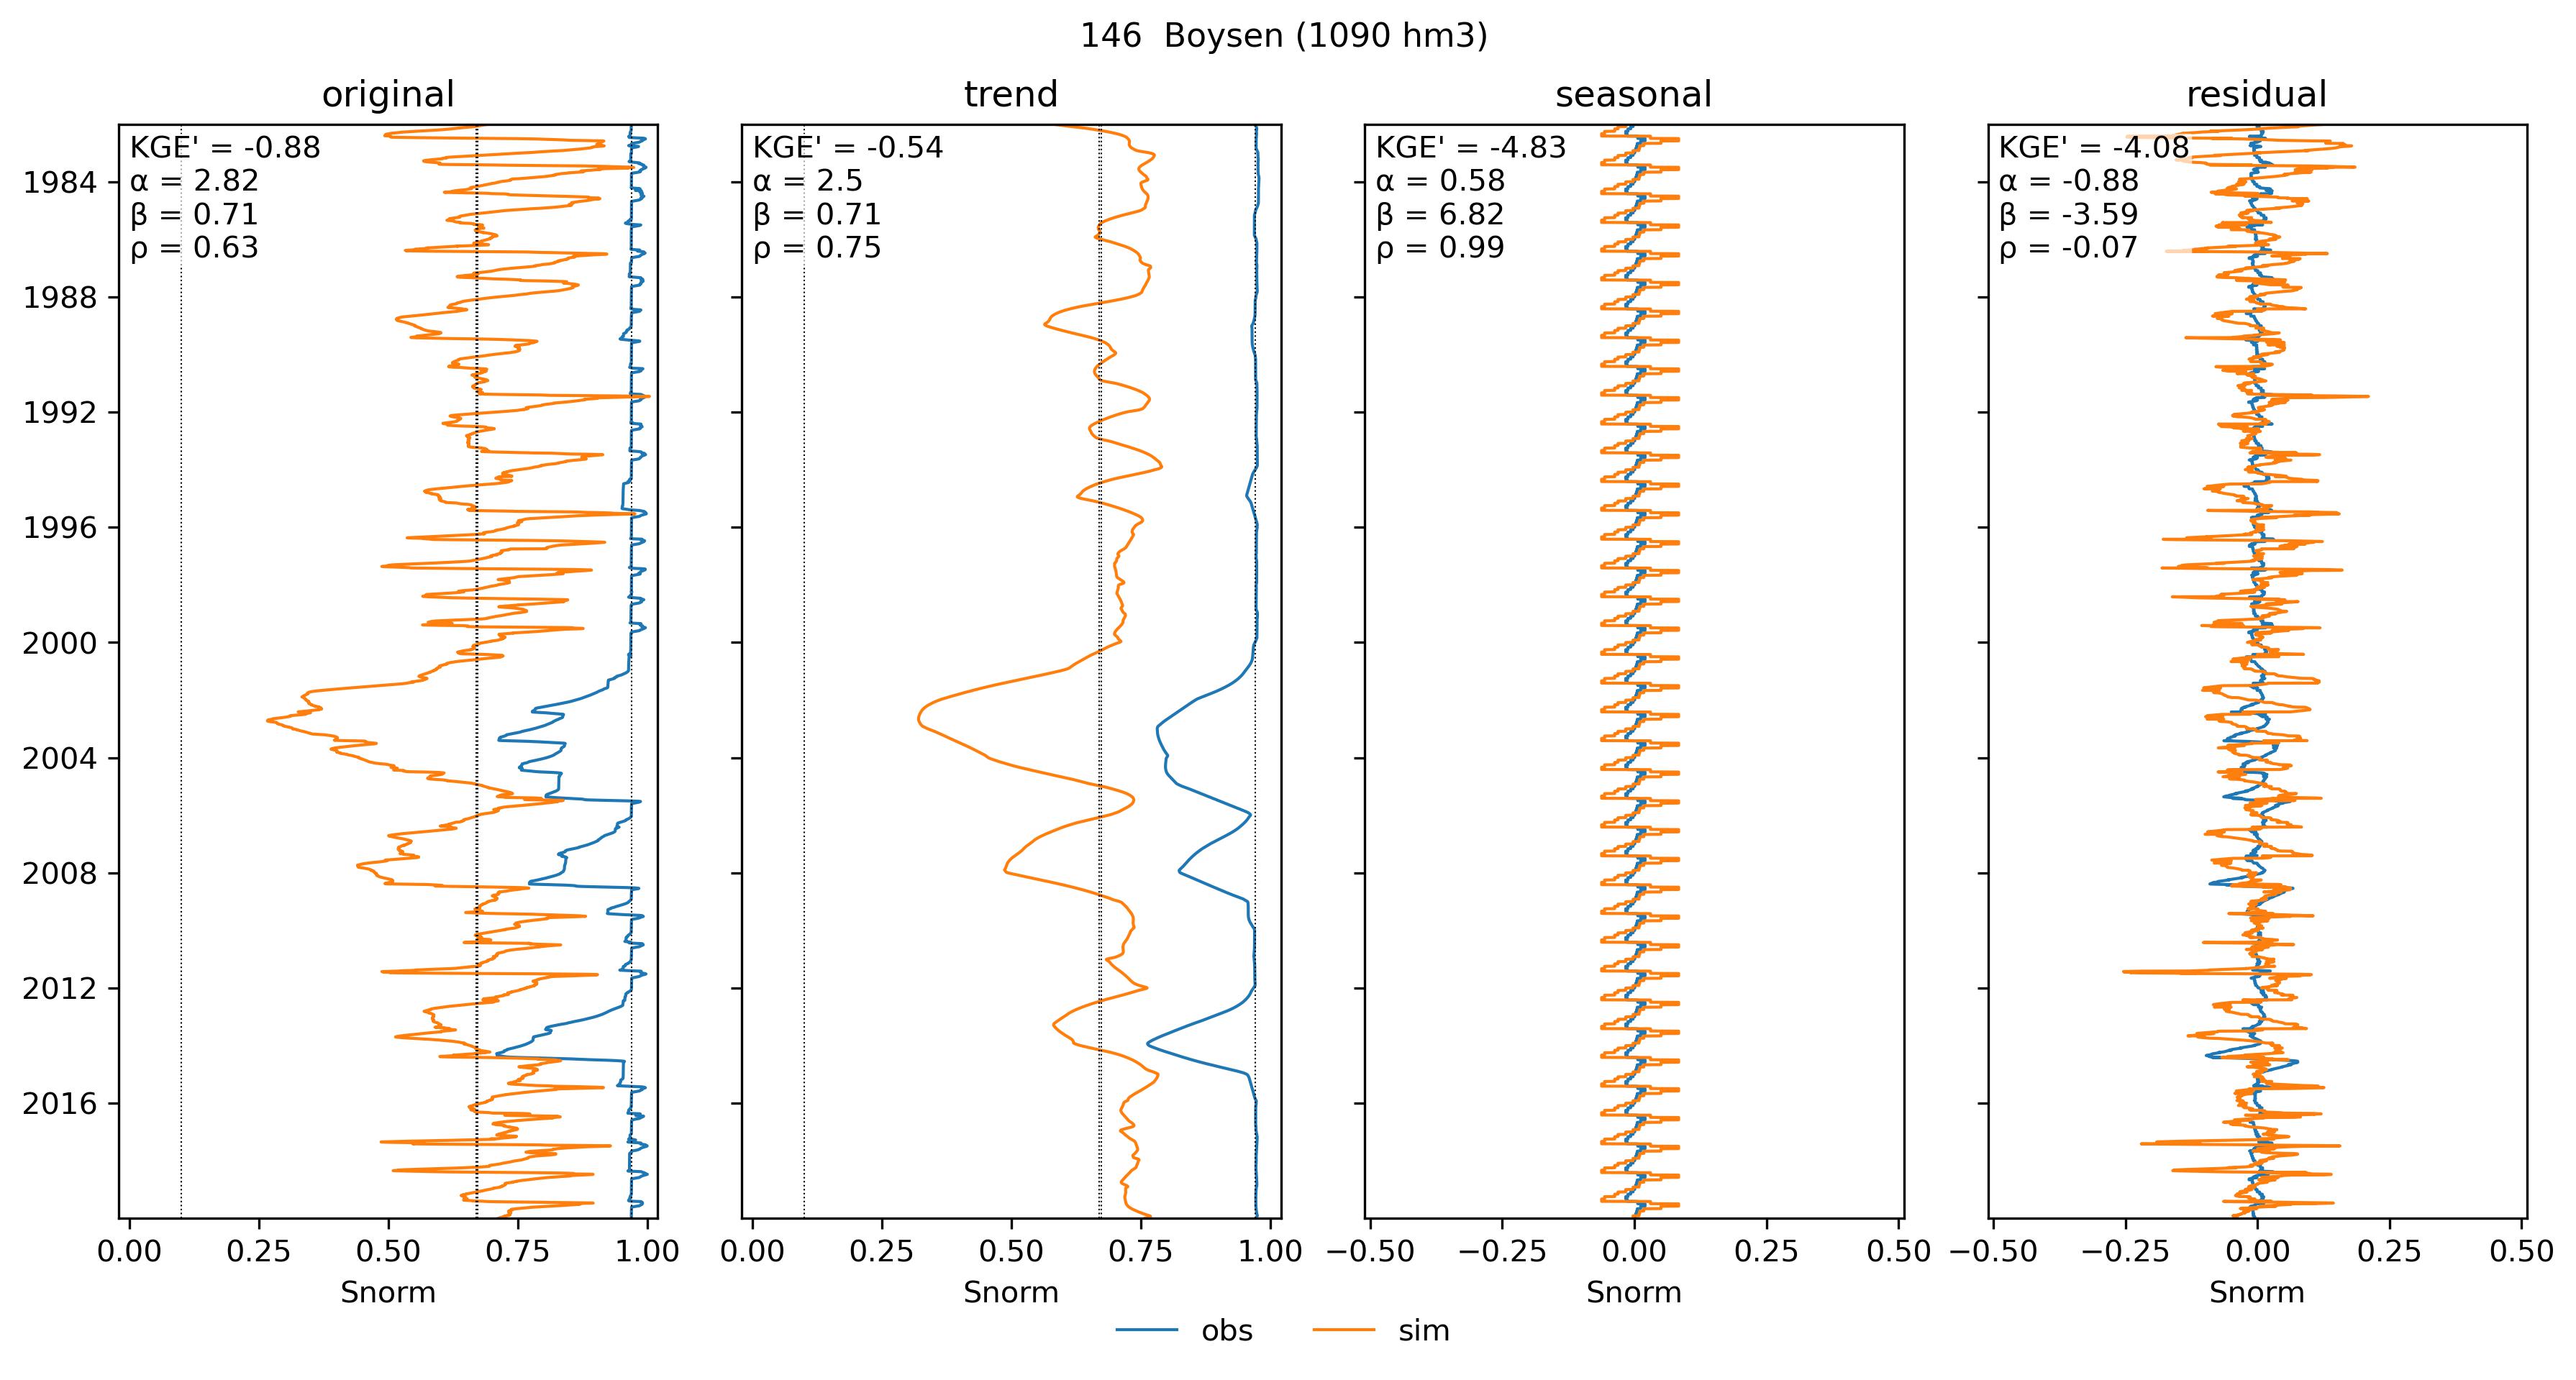 146  Boysen (1090 hm3)
original
trend
seasonal
residual
KGE' = -0.88
α = 2.82
β = 0.71
ρ = 0.63
KGE' = -0.54
α = 2.5
β = 0.71
ρ = 0.75
KGE' = -4.83
α = 0.58
β = 6.82
ρ = 0.99
KGE' = -4.08
α = -0.88
β = -3.59
ρ = -0.07
1984
1988
1992
1996
2000
2004
2008
2012
2016
0.00 0.25 0.50 0.75 1.00
0.00 0.25 0.50 0.75 1.00
−0.50 −0.25 0.00 0.25 0.50
−0.50 −0.25 0.00 0.25 0.50
Snorm
Snorm
Snorm
Snorm
obs
sim